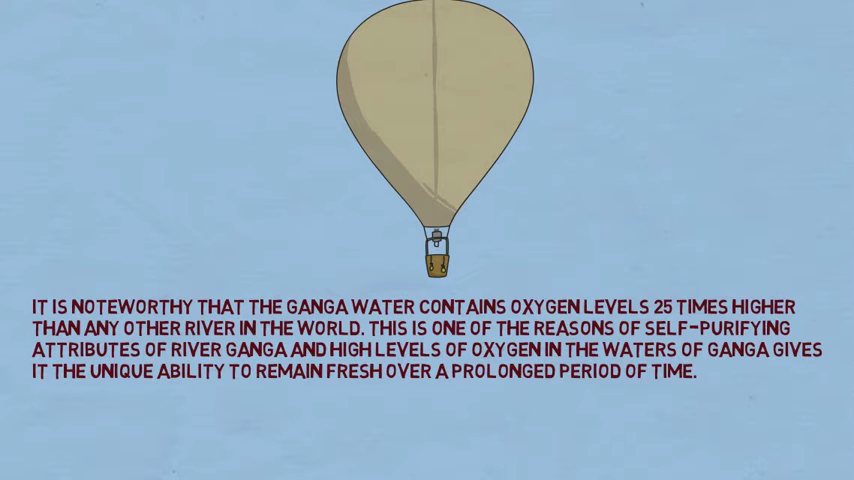 IT IS NOTEWORTHY THAT THE GANGA WATER CONTAINS OXYGEN LEVELS 25 TIMES HIGHER
THAN ANY OTHER RIVER IN THE WORLD. THIS IS ONE OF THE REASONS OF SELF-PURIFYING
ATTRIBUTES OF RIVER GANGA AND HIGH LEVELS OF OXYGEN IN THE WATERS OF GANGA GIVES
IT THE UNIQUE ABILITY TO REMAIN FRESH OVER A PROLONGED PERIOD OF TIME.